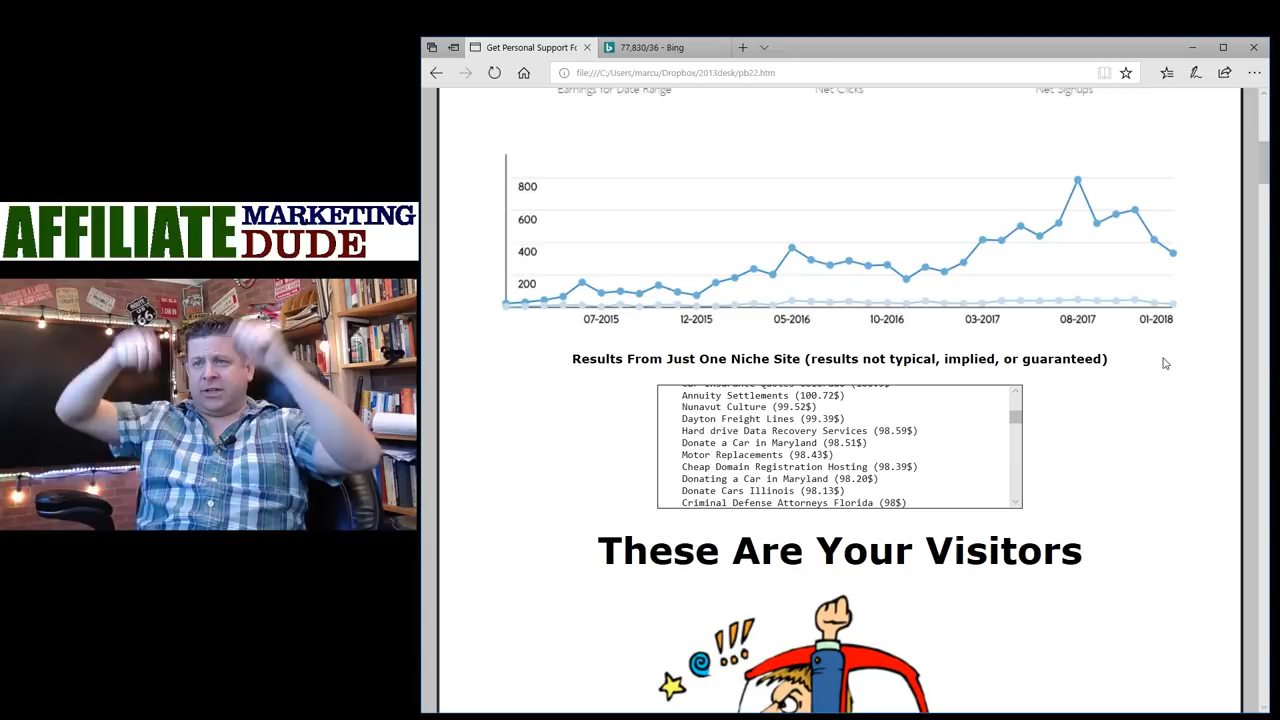 Get Personal Support Fo
77,830/36 - Bing
file:///C:/Users/marcu/Dropbox/2013desk/pb22.htm
Earnings for Date Range
Net Clicks
Net Signups
800
600
400
200
07-2015
12-2015
05-2016
10-2016
03-2017
08-2017
01-2018
AFFILIATE MARKETING DUDE
Results From Just One Niche Site (results not typical, implied, or guaranteed)
Annuity Settlements (100.72$)
Nunavut Culture (99.52$)
Dayton Freight Lines (99.39$)
Hard drive Data Recovery Services (98.59$)
Donate a Car in Maryland (98.51$)
Motor Replacements (98.43$)
Cheap Domain Registration Hosting (98.39$)
Donating a Car in Maryland (98.20$)
Donate Cars Illinois (98.13$)
Criminal Defense Attorneys Florida (98$)
These Are Your Visitors
!!!